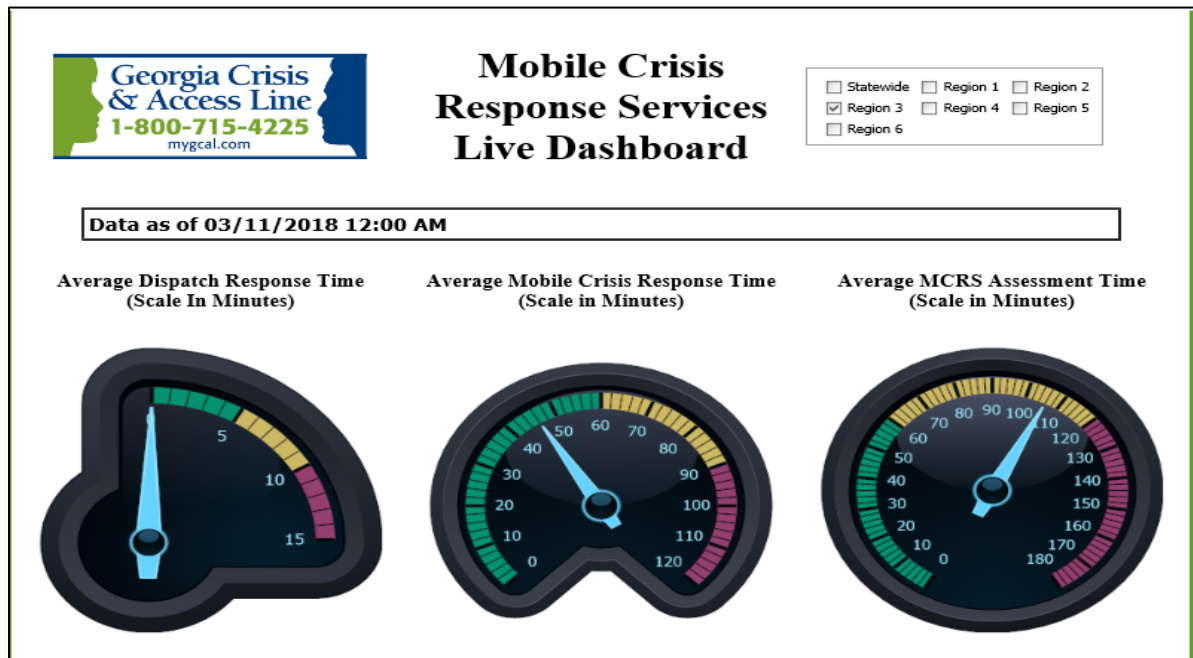 Georgia Crisis
& Access Line
1-800-715-4225
mygcal.com
Mobile Crisis
Response Services
Live Dashboard
Statewide Region 1 Region 2
Region 3 Region 4 Region 5
Region 6
Data as of 03/11/2018 12:00 AM
Average Dispatch Response Time
(Scale In Minutes)
5
10
15
Average Mobile Crisis Response Time
(Scale in Minutes)
0
10
20
30
40
50
60
70
80
90
100
110
120
Average MCRS Assessment Time
(Scale in Minutes)
0
10
20
30
40
50
60
70
80
90
100
110
120
130
140
150
160
170
180